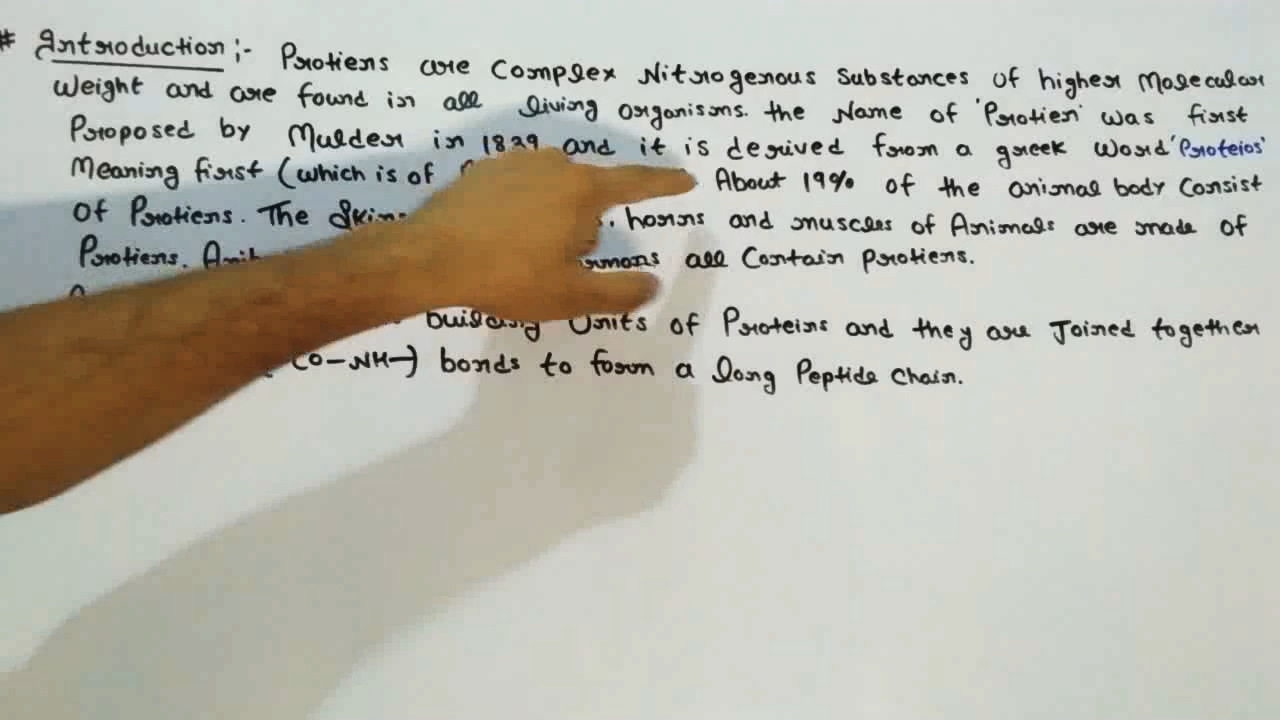 # Introduction :- Protiens are Complex Nitrogenous Substances of higher Molecular
Weight and are found in all living organisms. the Name of 'Protien' was first
Proposed by Mulder in 1839 and it is derived from a greek word 'Proteios'
Meaning first (which is of About 19% of the animal body Consist
Of Protiens. The Skin horns and muscles of Animals are made of
Protiens. all Contain protiens.
building Units of Proteins and they are Joined together
CO-NH-) bonds to form a long Peptide Chain.